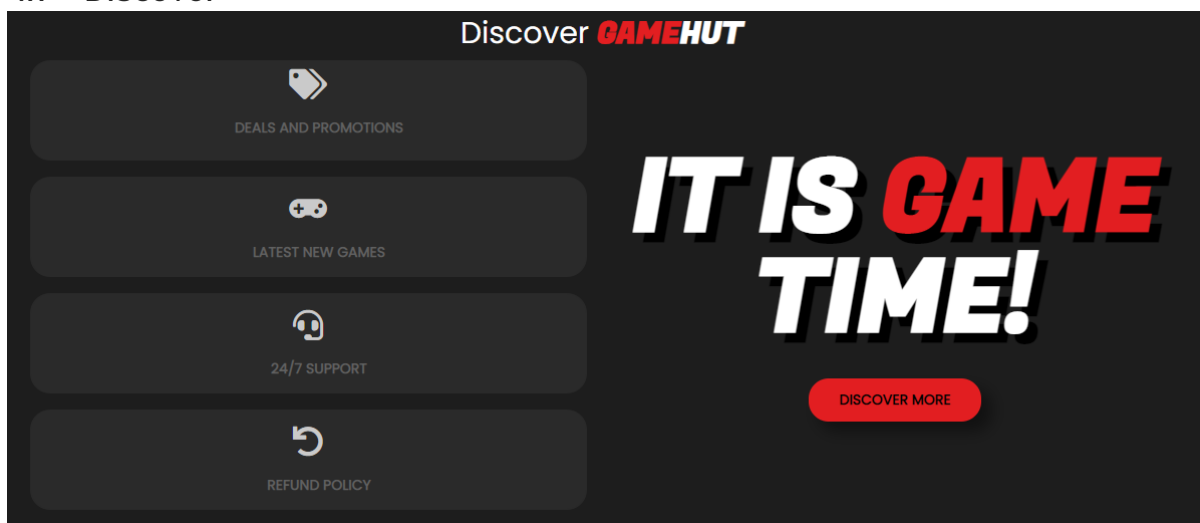 Discover GAMEHUT
DEALS AND PROMOTIONS
LATEST NEW GAMES
24/7 SUPPORT
REFUND POLICY
IT IS GAME
TIME!
DISCOVER MORE